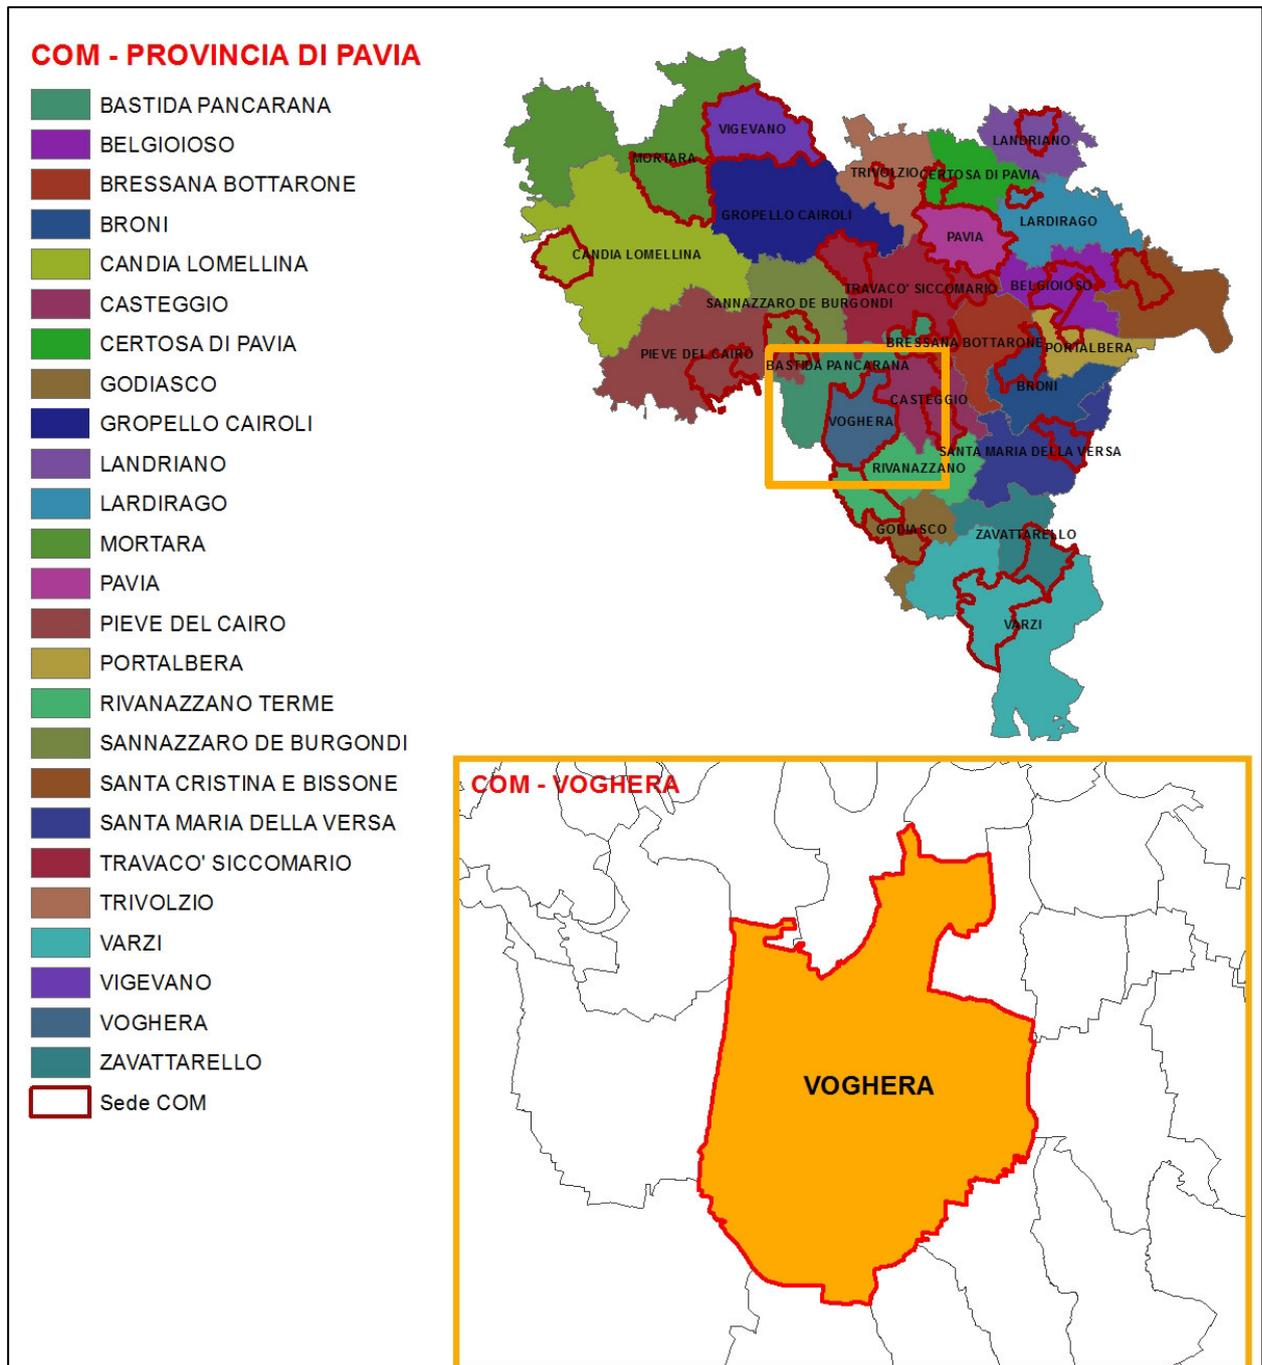 COM - PROVINCIA DI PAVIA
BASTIDA PANCARANA
BELGIOIOSO
BRESSANA BOTTARONE
BRONI
CANDIA LOMELLINA
CASTEGGIO
CERTOSA DI PAVIA
GODIASCO
GROPELLO CAIROLI
LANDRIANO
LARDIRAGO
MORTARA
PAVIA
PIEVE DEL CAIRO
PORTALBERA
RIVANAZZANO TERME
SANNAZZARO DE BURGONDI
SANTA CRISTINA E BISSONE
SANTA MARIA DELLA VERSA
TRAVACO' SICCOMARIO
TRIVOLZIO
VARZI
VIGEVANO
VOGHERA
ZAVATTARELLO
Sede COM
VIGEVANO
LANDRIANO
MORTARA
TRIVOLZIO
CERTOSA DI PAVIA
GROPELLO CAIROLI
LARDIRAGO
PAVIA
CANDIA LOMELLINA
TRAVACO' SICCOMARIO
BELGIOIOSO
SANNAZZARO DE BURGONDI
BRESSANA BOTTARONE
PORTALBERA
PIEVE DEL CAIRO
BASTIDA PANCARANA
BRONI
CASTEGGIO
VOGHERA
SANTA MARIA DELLA VERSA
RIVANAZZANO
GODIASCO
ZAVATTARELLO
VARZI
COM - VOGHERA
VOGHERA